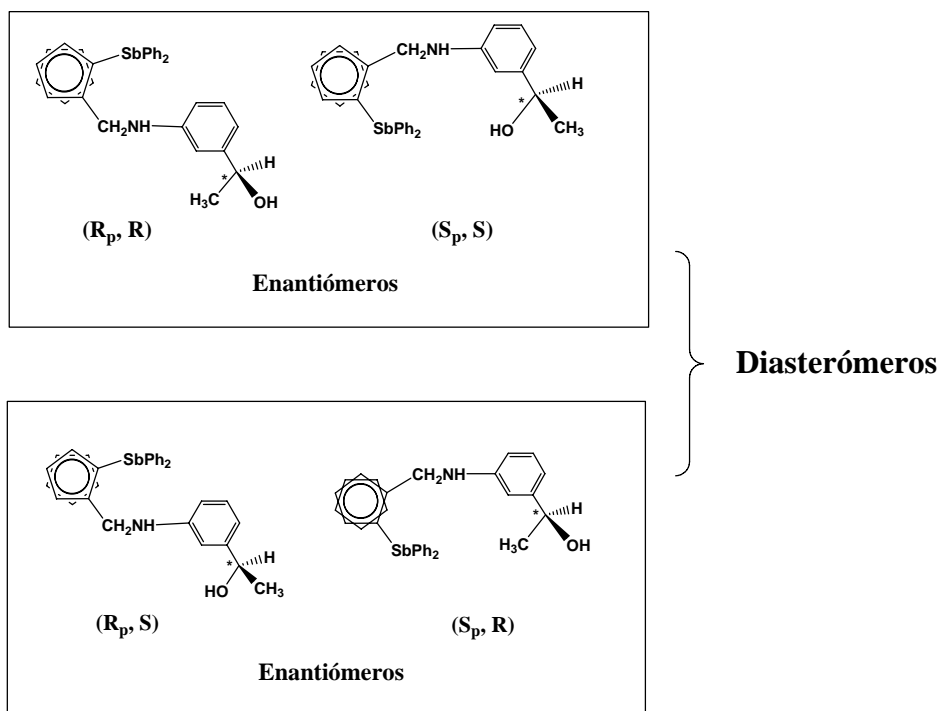 SbPh2
CH2NH
H
*
H3C
OH
(Rp, R)
CH2NH
SbPh2
H
*
HO
CH3
(Sp, S)
Enantiómeros
Diasterómeros
SbPh2
CH2NH
H
*
HO
CH3
(Rp, S)
CH2NH
SbPh2
H
*
H3C
OH
(Sp, R)
Enantiómeros